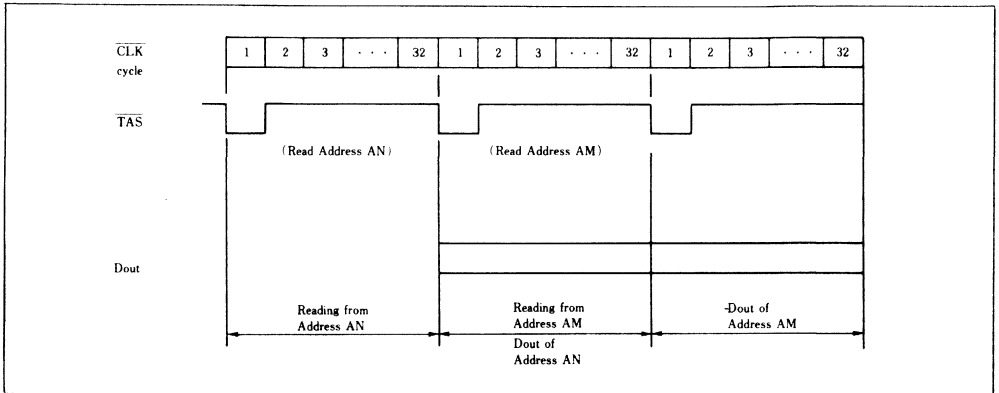 CLK
cycle
1 2 3 · · · 32 1 2 3 · · · 32 1 2 3 · · · 32
TAS
(Read Address AN)
(Read Address AM)
Dout
Reading from
Address AN
Reading from
Address AM
Dout of
Address AN
-Dout of
Address AM